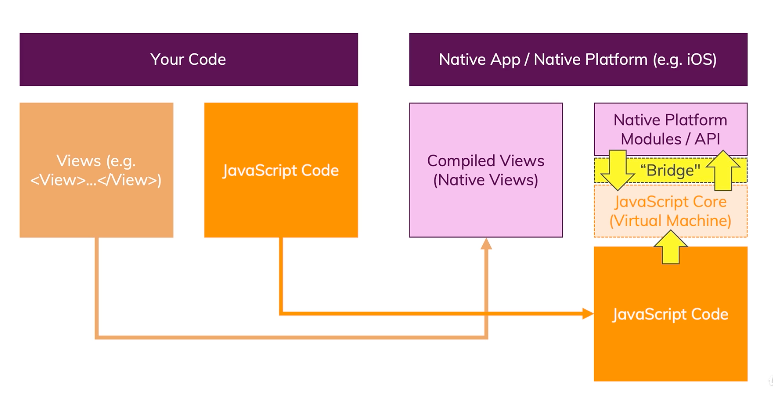 Your Code
Native App / Native Platform (e.g. iOS)
Views (e.g.
<View>...</View>)
JavaScript Code
Compiled Views
(Native Views)
Native Platform
Modules / API
“Bridge"
JavaScript Core
(Virtual Machine)
JavaScript Code